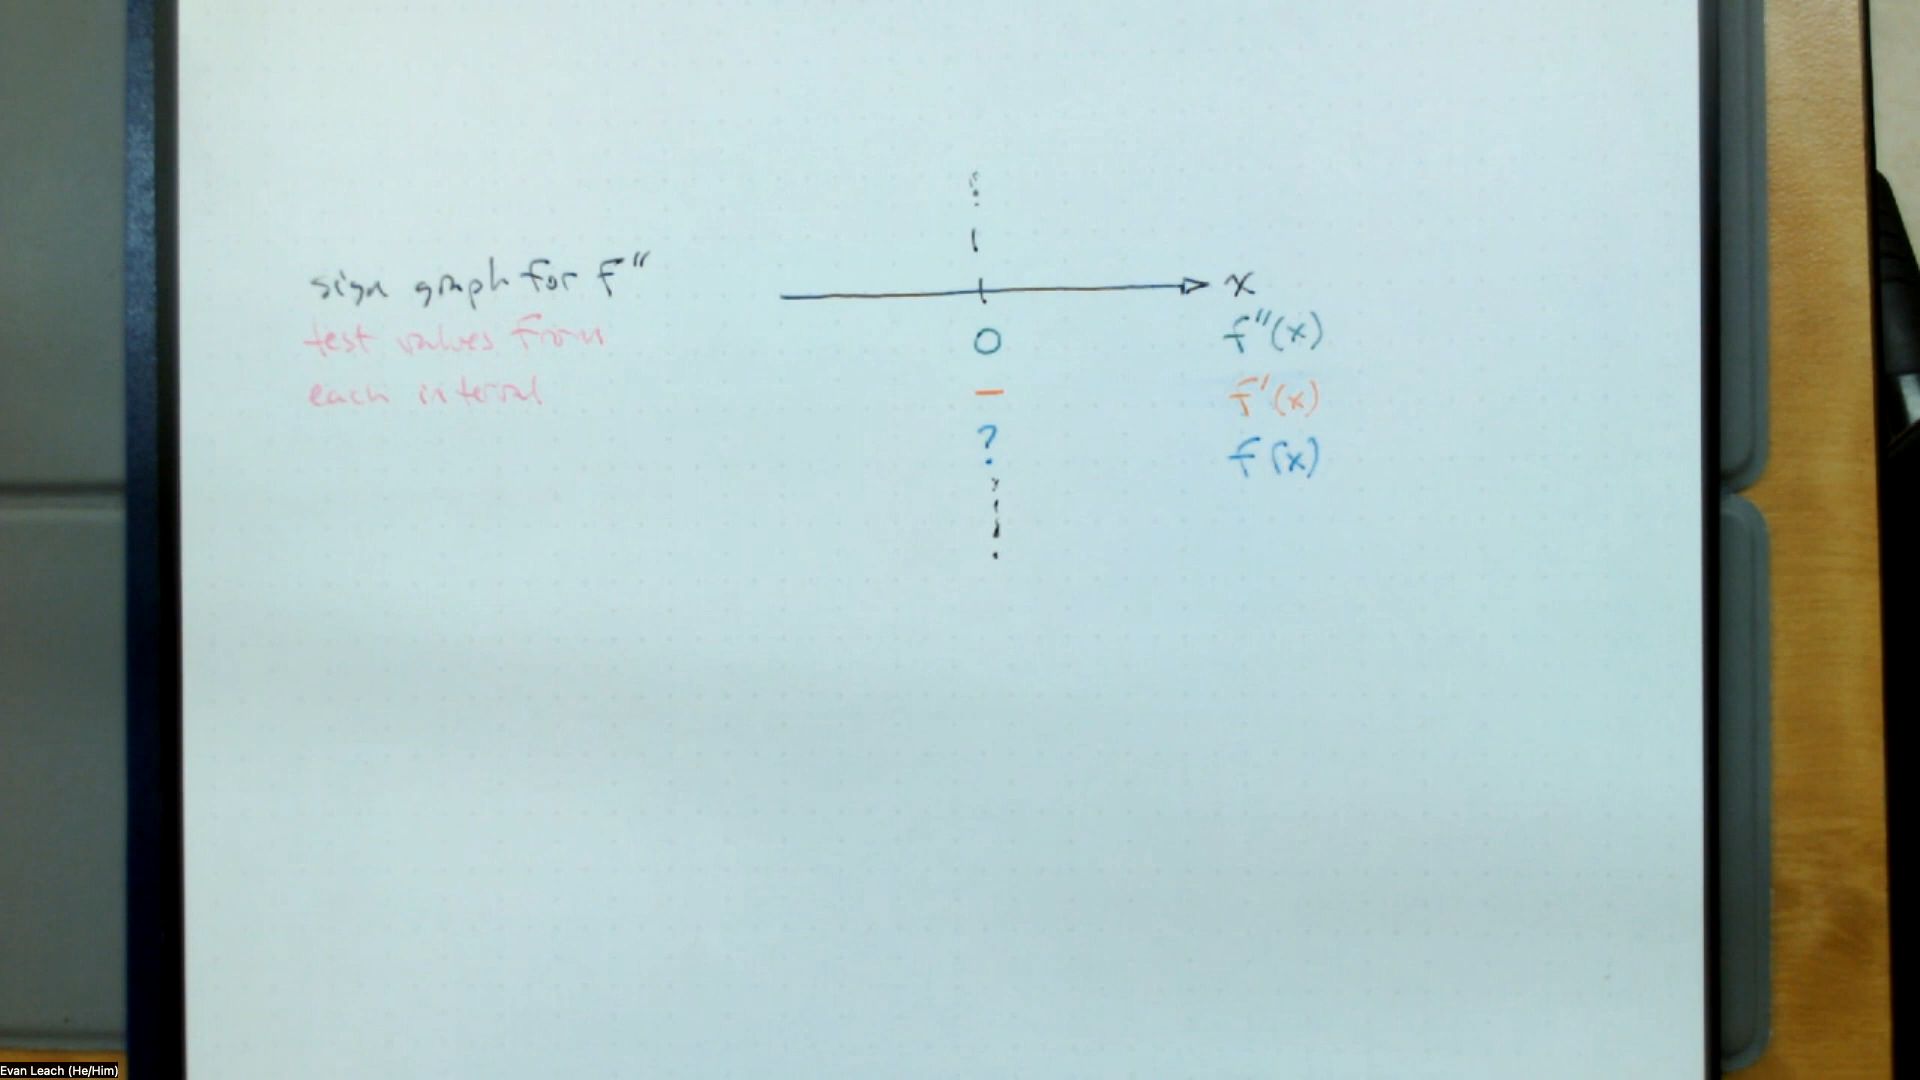 sign graph for f"
x
test values from
0
f"(x)
each interval
–
f'(x)
?
f(x)
Evan Leach (He/Him)